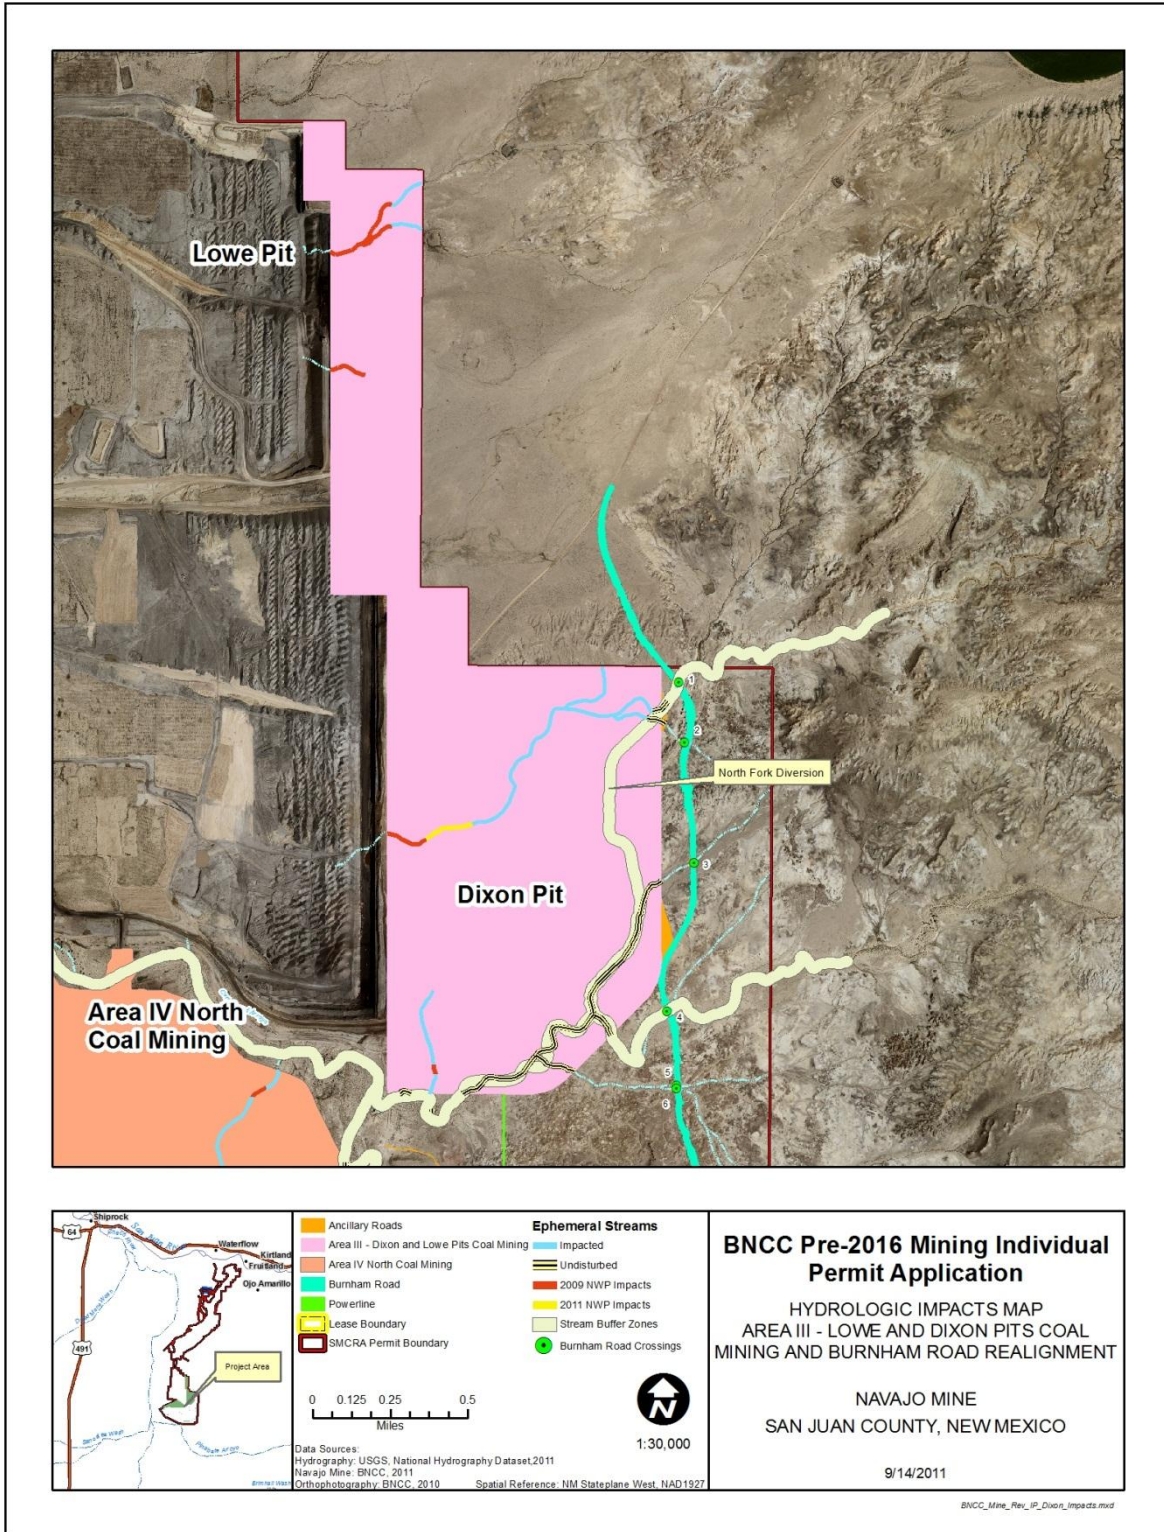 Lowe Pit
1
2
North Fork Diversion
3
Dixon Pit
Area IV North
Coal Mining
4
5
6
Shiprock
64
San Juan River
Waterflow
Kirtland
Fruitland
Ojo Amarillo
491
Project Area
Ancillary Roads
Area III - Dixon and Lowe Pits Coal Mining
Area IV North Coal Mining
Burnham Road
Powerline
Lease Boundary
SMCRA Permit Boundary
Ephemeral Streams
Impacted
Undisturbed
2009 NWP Impacts
2011 NWP Impacts
Stream Buffer Zones
Burnham Road Crossings
0 0.125 0.25 0.5
Miles
N
1:30,000
Data Sources:
Hydrography: USGS, National Hydrography Dataset,2011
Navajo Mine: BNCC, 2011
Orthophotography: BNCC, 2010
Spatial Reference: NM Stateplane West, NAD1927
BNCC Pre-2016 Mining Individual
Permit Application
HYDROLOGIC IMPACTS MAP
AREA III - LOWE AND DIXON PITS COAL
MINING AND BURNHAM ROAD REALIGNMENT
NAVAJO MINE
SAN JUAN COUNTY, NEW MEXICO
9/14/2011
BNCC_Mine_Rev_IP_Dixon_Impacts.mxd